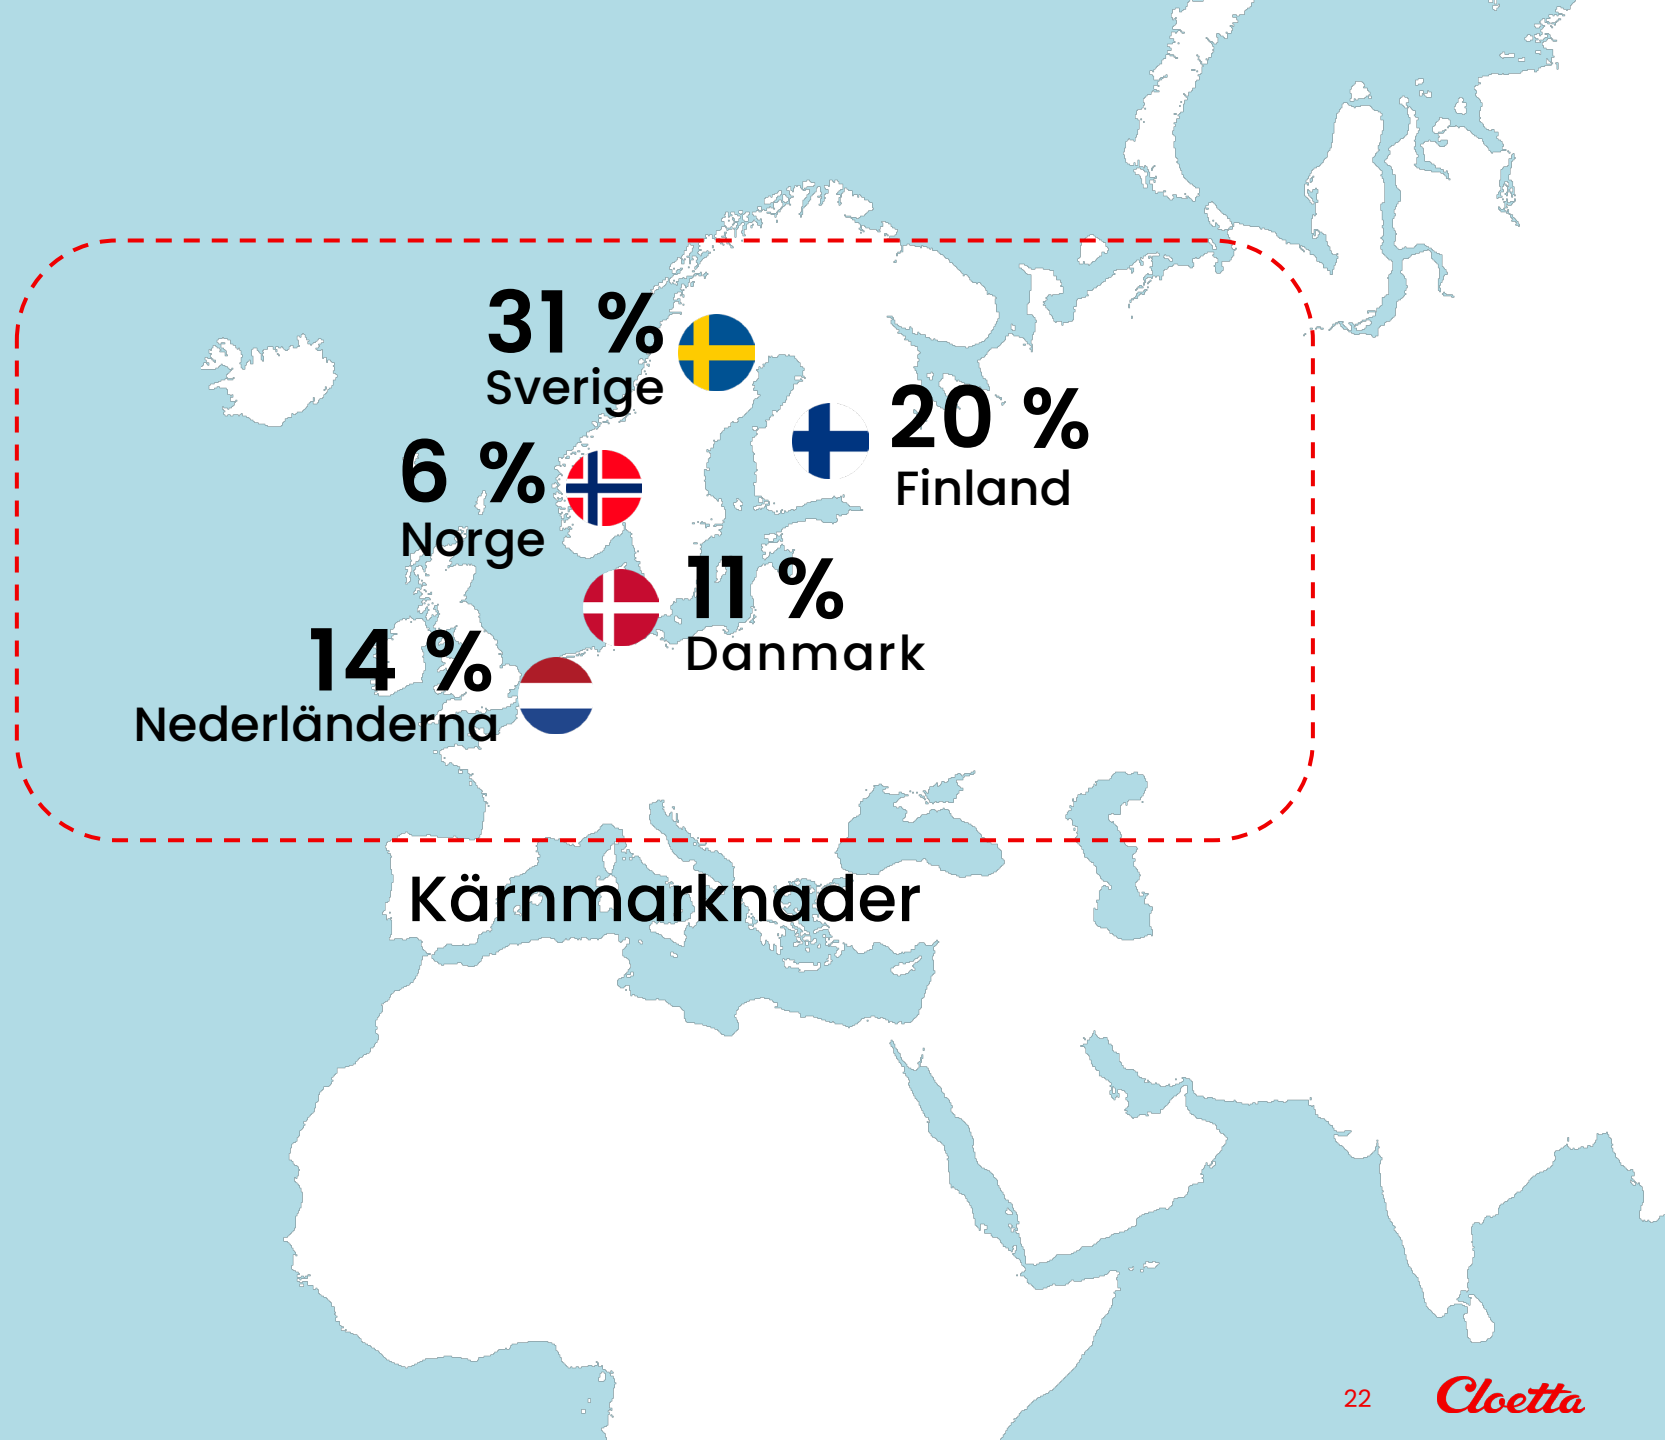 31 %
Sverige
20 %
Finland
6 %
Norge
11 %
Danmark
14 %
Nederländerna
Kärnmarknader
22
Cloetta